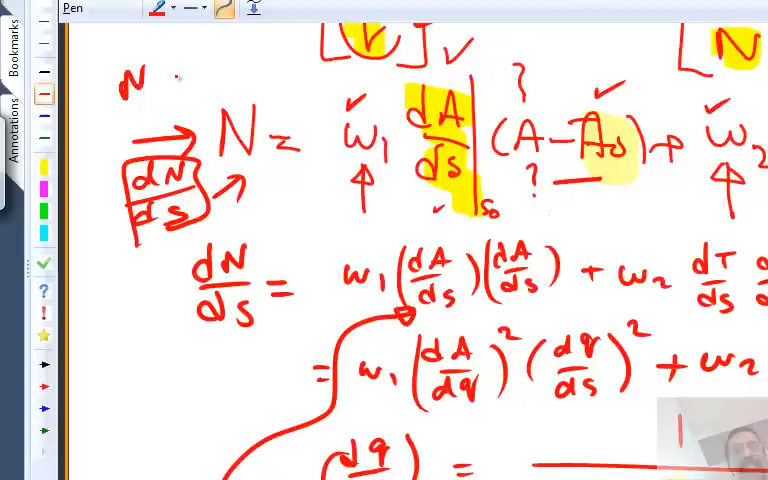 Pen
Bookmarks
Annotations
N
N = w₁ dA/ds |s₀ (A - As) + w₂
?
?
dN/ds
dN/ds = w₁ (dA/ds)(dA/ds) + w₂ dT/ds
= w₁ (dA/dq)² (dq/ds)² + w₂
(dq
) =